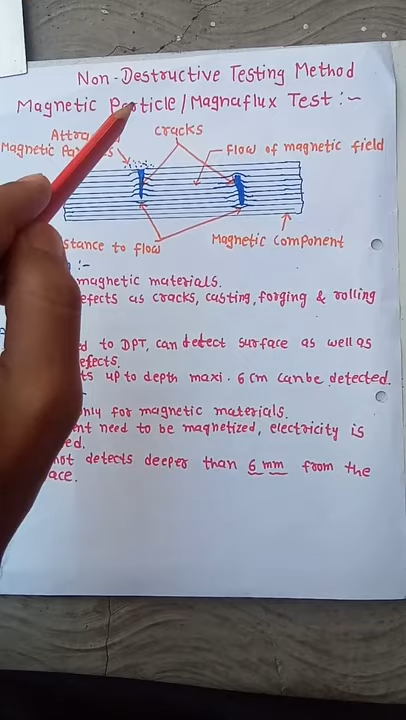 Non-Destructive Testing Method
Magnetic Particle/Magnaflux Test:~
cracks
Magnetic
Flow of magnetic field
stance to flow
Magnetic component
:-
magnetic materials.
efects as cracks, casting, forging & rolling
d to DPT, can detect surface as well as
efects.
ts up to depth maxi. 6 cm canbe detected.
nly for magnetic materials.
ent need to be magnetized, electricity is
ed.
not detects deeper than 6 mm from the
ace.